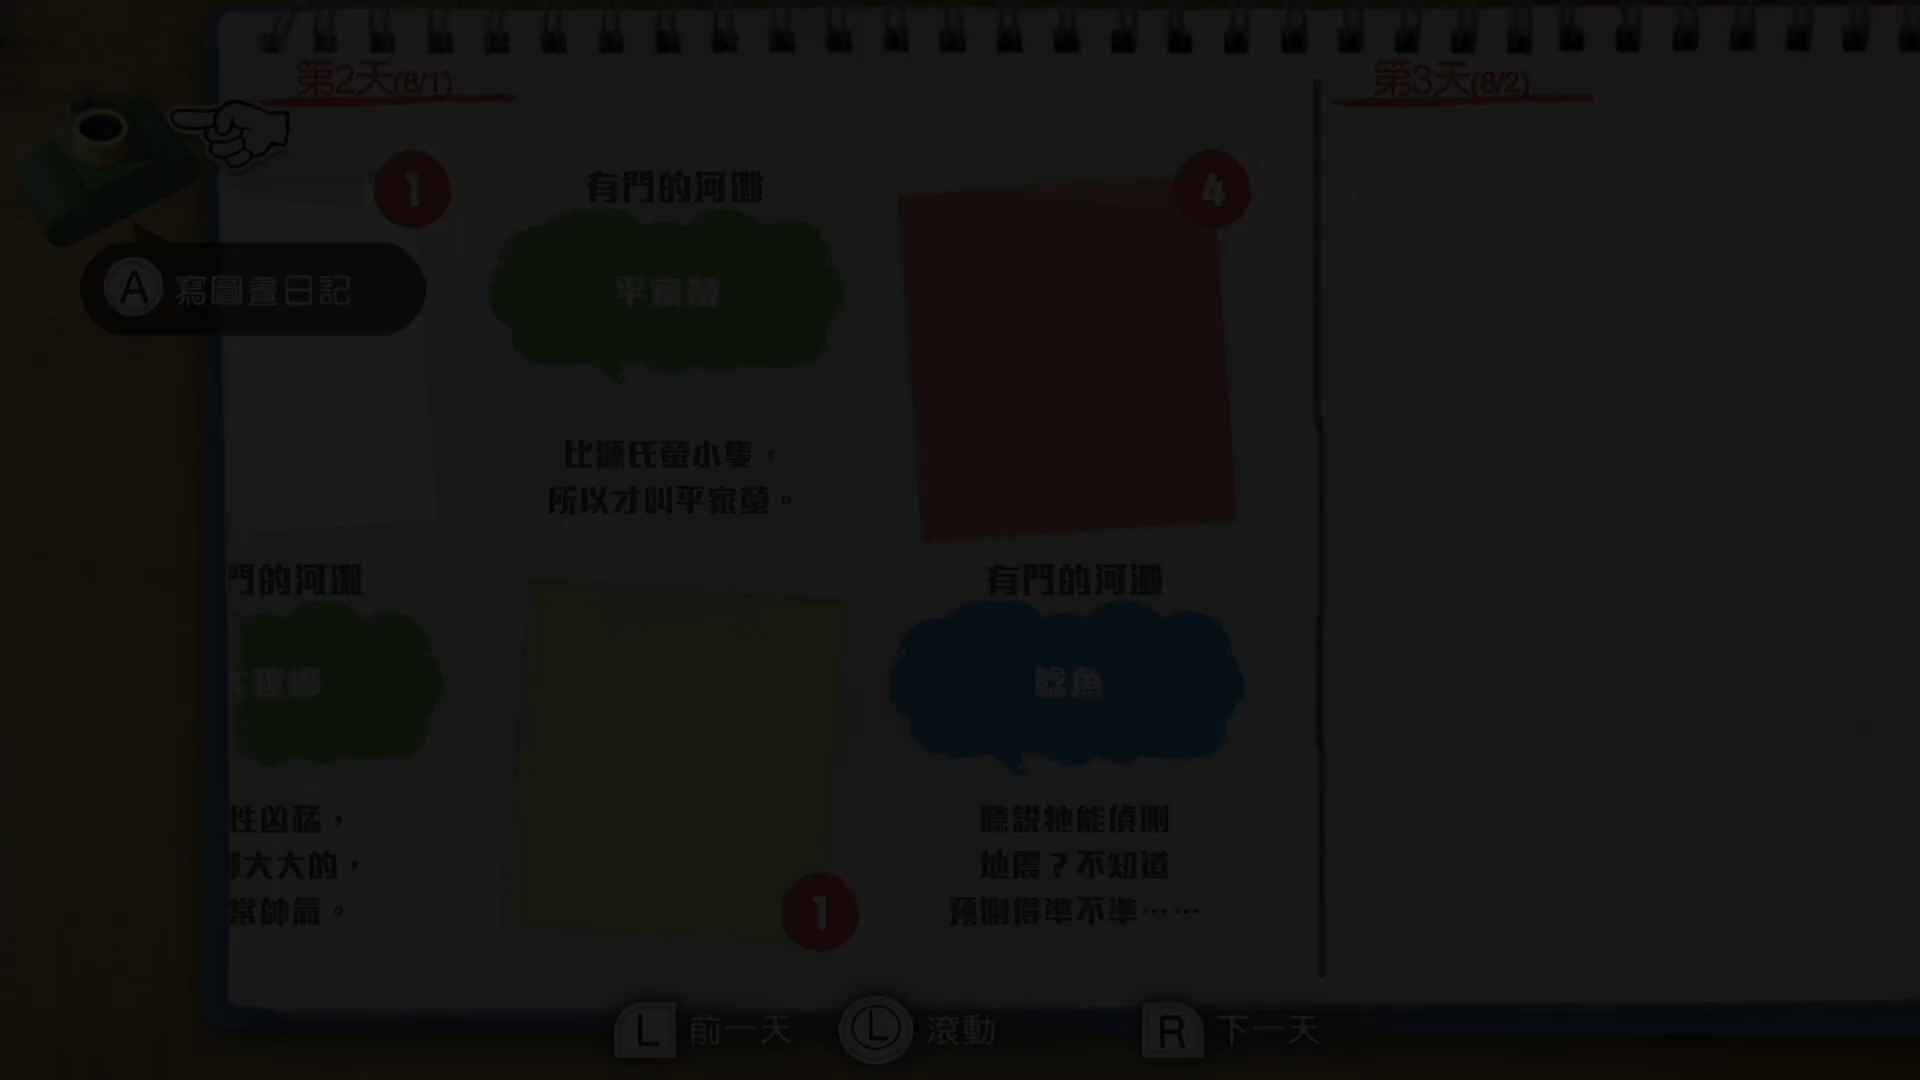 第2天(8/1)
第3天(8/2)
1
有門的河灘
4
A 寫圖畫日記
平家螢
比源氏螢小隻，
所以才叫平家螢。
門的河灘
有門的河灘
鯰魚
性凶猛，
大大的，
常帥氣。
聽說牠能偵測
地震？不知道
預測得準不準……
1
L 前一天
L 滾動
R 下一天